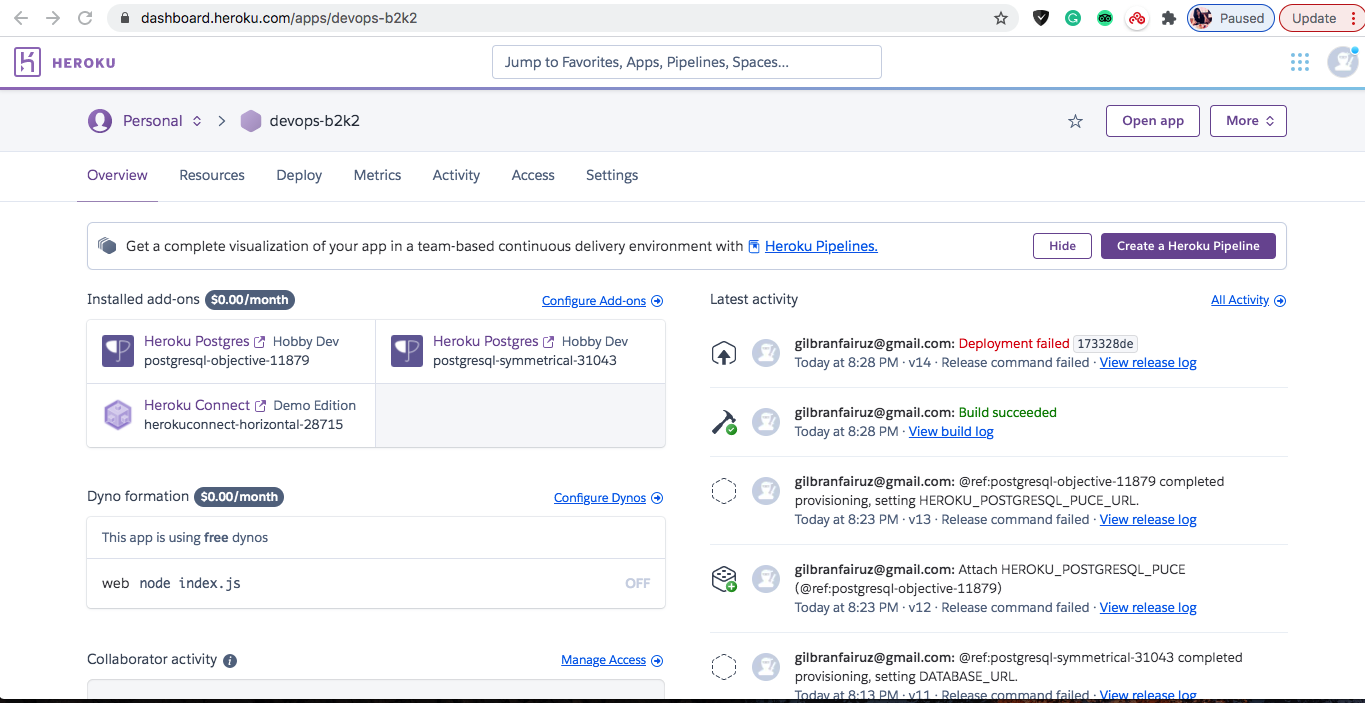 dashboard.heroku.com/apps/devops-b2k2
Paused
Update
HEROKU
Jump to Favorites, Apps, Pipelines, Spaces...
Personal
devops-b2k2
Open app
More
Overview
Resources
Deploy
Metrics
Activity
Access
Settings
Get a complete visualization of your app in a team-based continuous delivery environment with Heroku Pipelines.
Hide
Create a Heroku Pipeline
Installed add-ons $0.00/month
Configure Add-ons
Heroku Postgres Hobby Dev
postgresql-objective-11879
Heroku Postgres Hobby Dev
postgresql-symmetrical-31043
Heroku Connect Demo Edition
herokuconnect-horizontal-28715
Dyno formation $0.00/month
Configure Dynos
This app is using free dynos
web node index.js
OFF
Collaborator activity
Manage Access
Latest activity
All Activity
gilbranfairuz@gmail.com: Deployment failed 173328de
Today at 8:28 PM · v14 · Release command failed · View release log
gilbranfairuz@gmail.com: Build succeeded
Today at 8:28 PM · View build log
gilbranfairuz@gmail.com: @ref:postgresql-objective-11879 completed
provisioning, setting HEROKU_POSTGRESQL_PUCE_URL.
Today at 8:23 PM · v13 · Release command failed · View release log
gilbranfairuz@gmail.com: Attach HEROKU_POSTGRESQL_PUCE
(@ref:postgresql-objective-11879)
Today at 8:23 PM · v12 · Release command failed · View release log
gilbranfairuz@gmail.com: @ref:postgresql-symmetrical-31043 completed
provisioning, setting DATABASE_URL.
Today at 8:13 PM · v11 · Release command failed · View release log